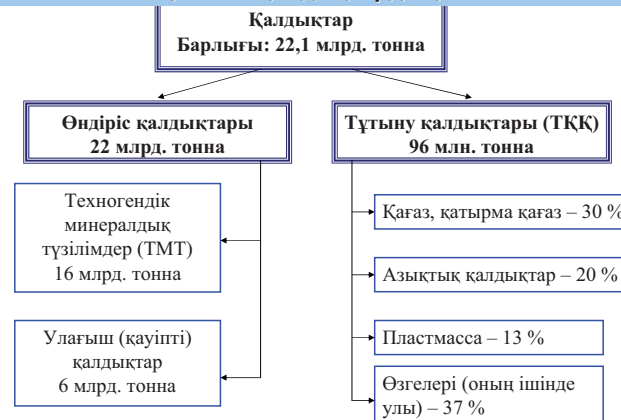 Қалдықтар
Барлығы: 22,1 млрд. тонна
Өндіріс қалдықтары
22 млрд. тонна
Тұтыну қалдықтары (ТҚҚ)
96 млн. тонна
Техногендік
минералдық
түзілімдер (ТМТ)
16 млрд. тонна
Улағыш (қауіпті)
қалдықтар
6 млрд. тонна
Қағаз, қатырма қағаз – 30 %
Азықтық қалдықтар – 20 %
Пластмасса – 13 %
Өзгелері (оның ішінде
улы) – 37 %